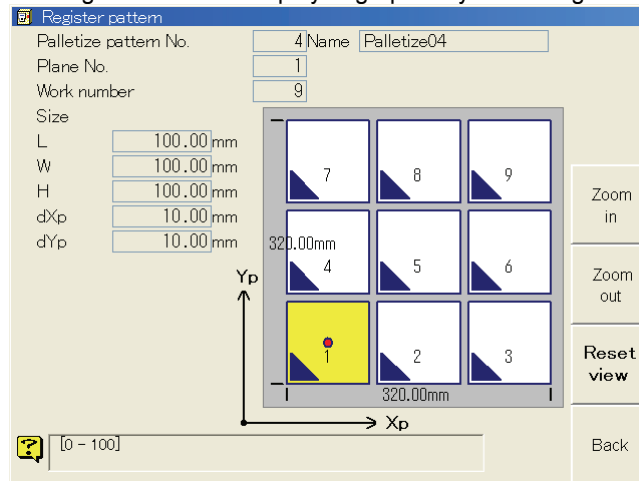 Register pattern
Palletize pattern No. 4 Name Palletize04
Plane No. 1
Work number 9
Size
L 100.00 mm
W 100.00 mm
H 100.00 mm
dXp 10.00 mm
dYp 10.00 mm
7 8 9
320.00mm
4 5 6
Yp
1 2 3
320.00mm
Xp
Zoom
in
Zoom
out
Reset
view
Back
[0 - 100]